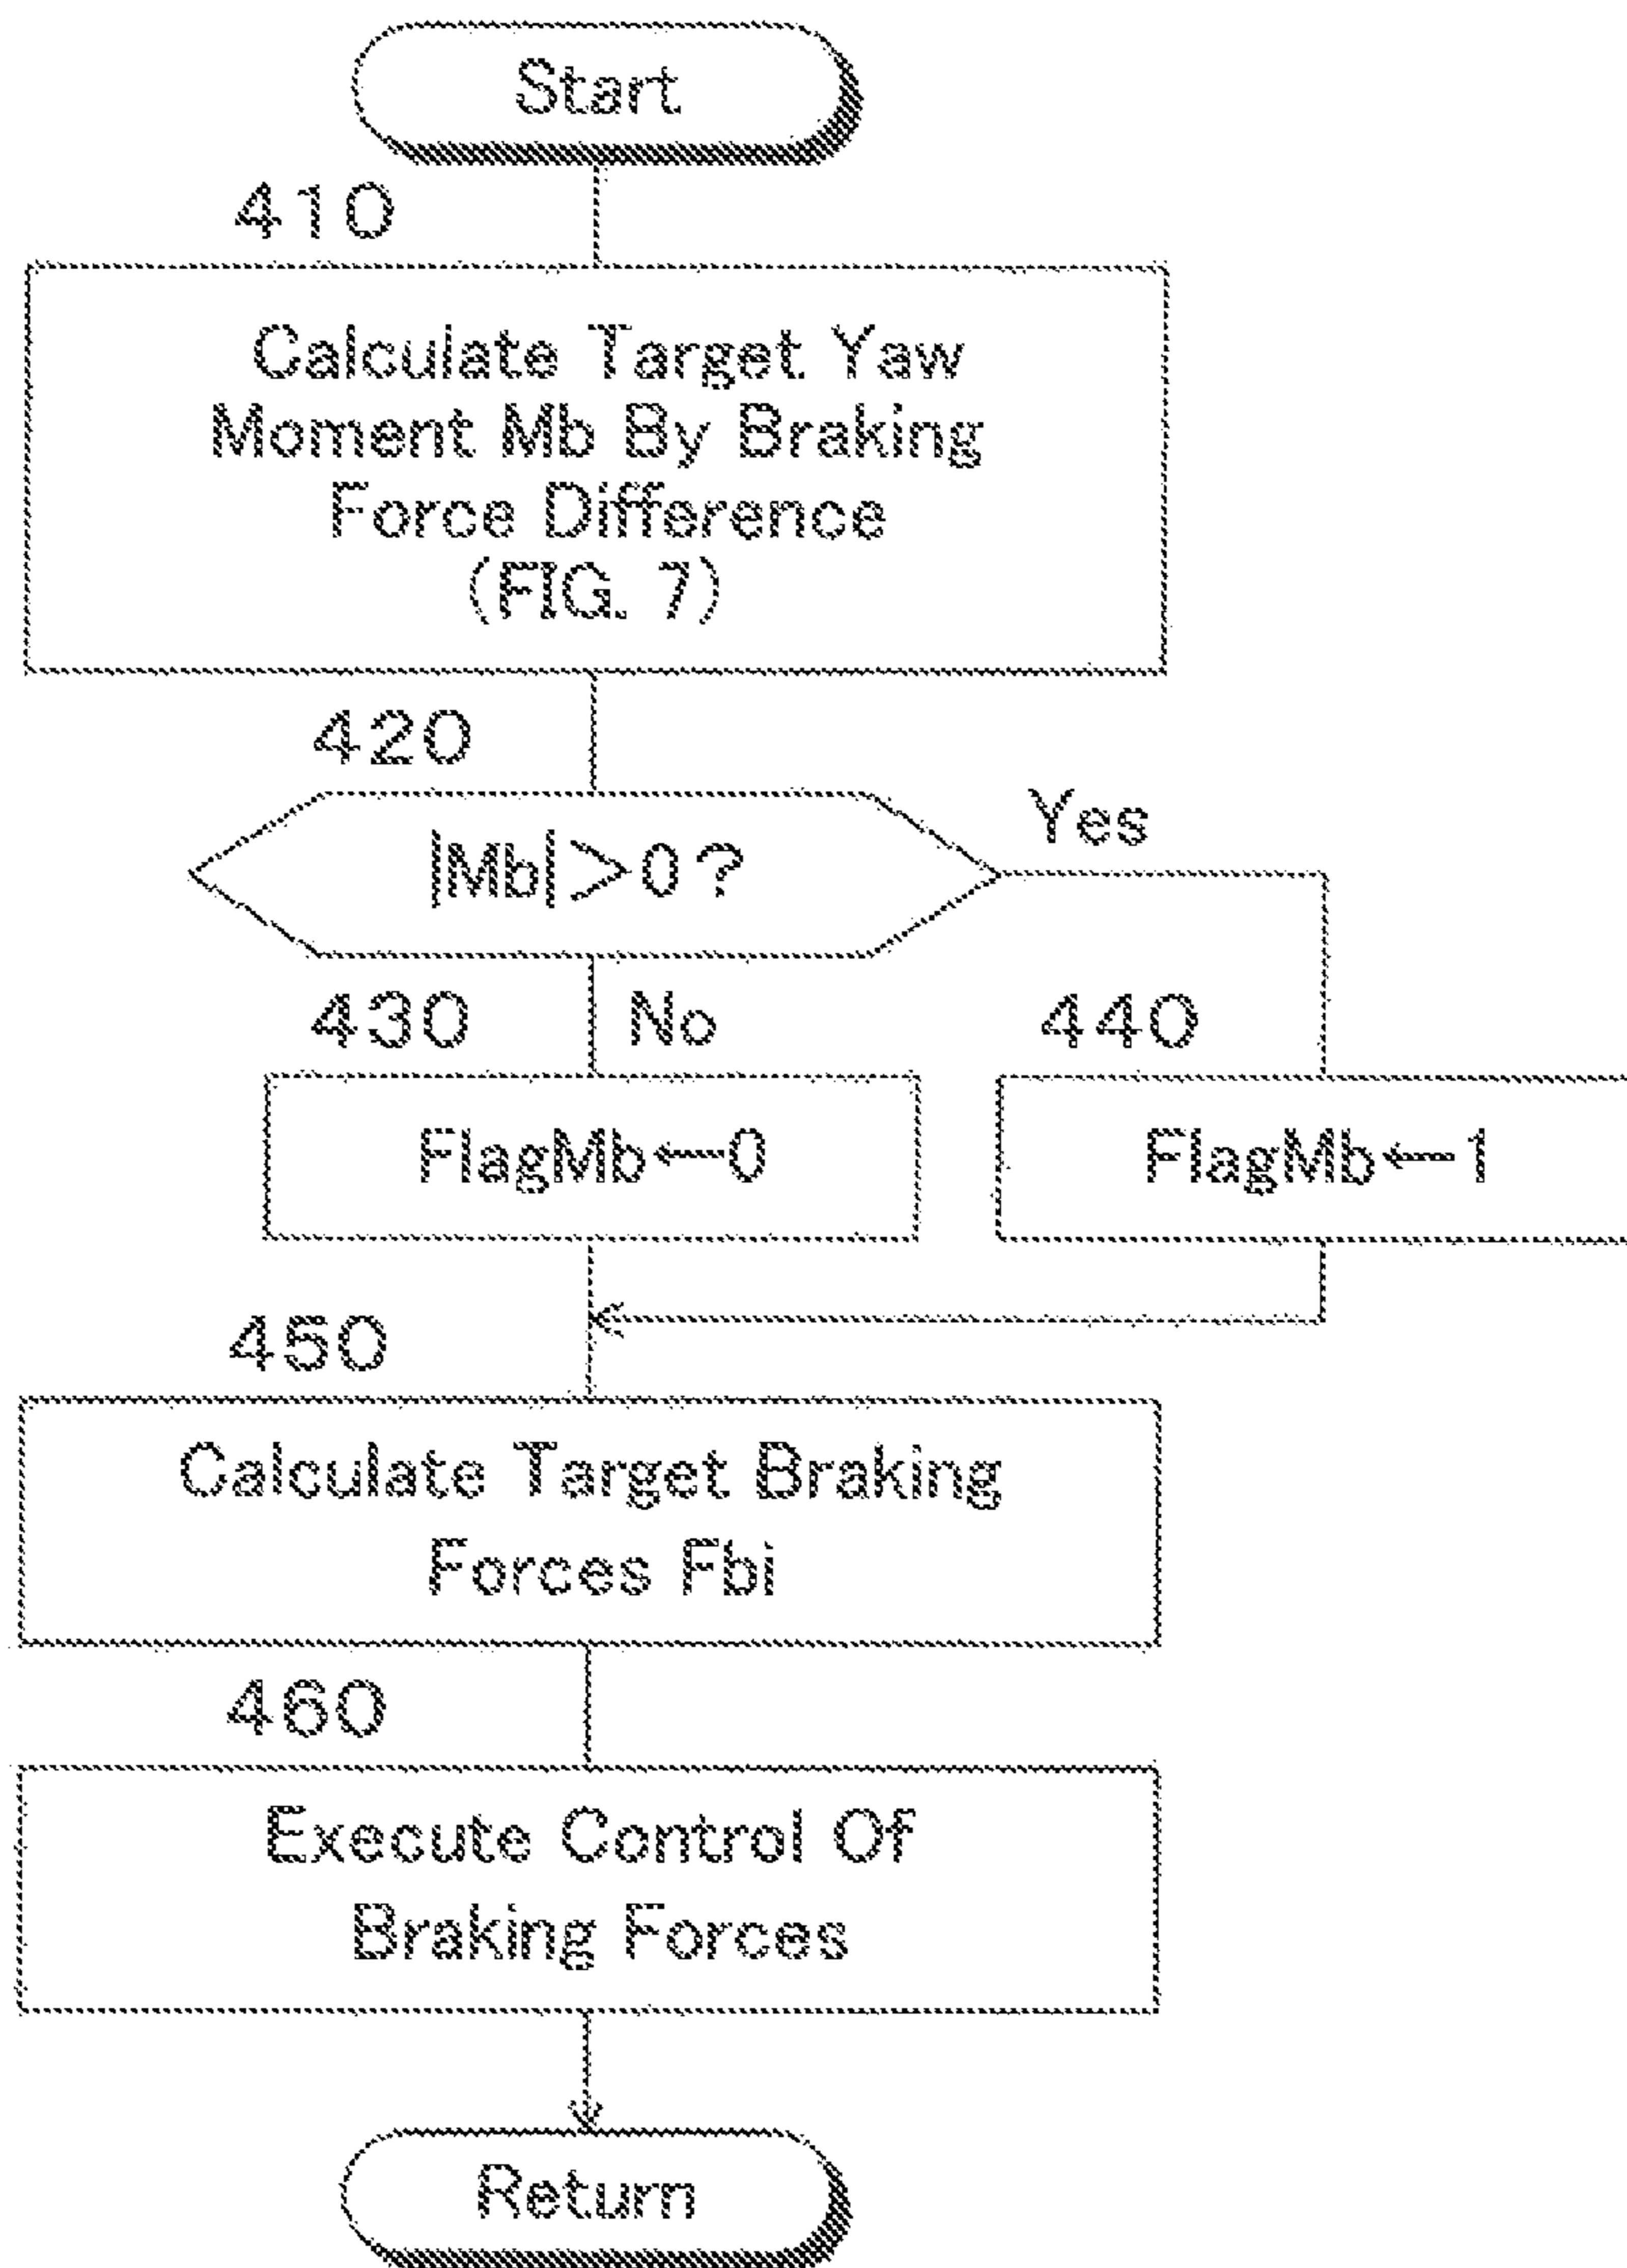 Start
410
Calculate Target Yaw
Moment Mb By Braking
Force Difference
(FIG. 7)
420
|Mb|>0?
Yes
430
No
440
FlagMb←0
FlagMb←1
450
Calculate Target Braking
Forces Fbi
460
Execute Control Of
Braking Forces
Return